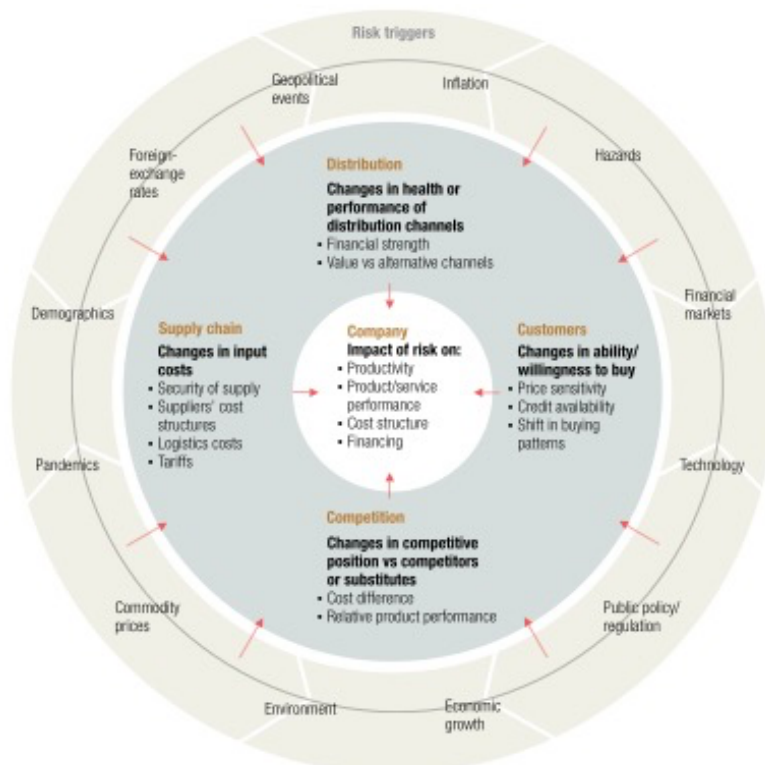 Risk triggers
Geopolitical
events
Inflation
Foreign-
exchange
rates
Hazards
Distribution
Changes in health or
performance of
distribution channels
▪ Financial strength
▪ Value vs alternative channels
Demographics
Financial
markets
Supply chain
Changes in input
costs
▪ Security of supply
▪ Suppliers' cost
structures
▪ Logistics costs
▪ Tariffs
Company
Impact of risk on:
▪ Productivity
▪ Product/service
performance
▪ Cost structure
▪ Financing
Customers
Changes in ability/
willingness to buy
▪ Price sensitivity
▪ Credit availability
▪ Shift in buying
patterns
Pandemics
Technology
Competition
Changes in competitive
position vs competitors
or substitutes
▪ Cost difference
▪ Relative product performance
Commodity
prices
Public policy/
regulation
Environment
Economic
growth